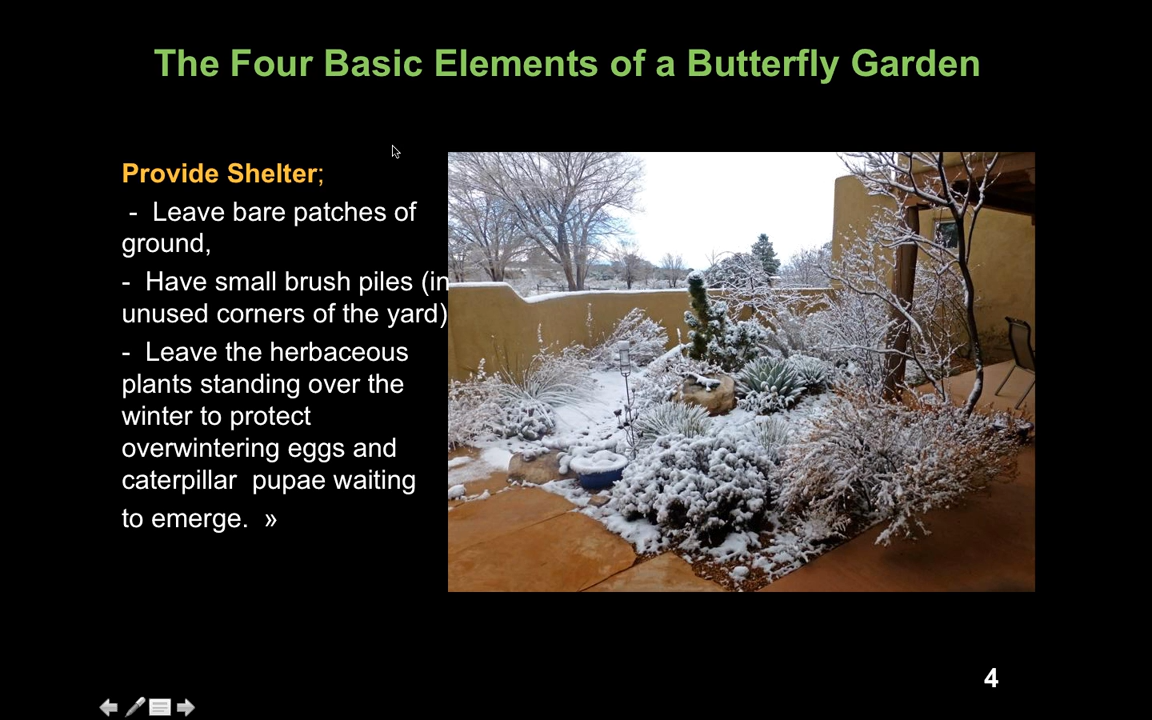 The Four Basic Elements of a Butterfly Garden
Provide Shelter;
- Leave bare patches of
ground,
- Have small brush piles (in
unused corners of the yard)
- Leave the herbaceous
plants standing over the
winter to protect
overwintering eggs and
caterpillar pupae waiting
to emerge. »
4